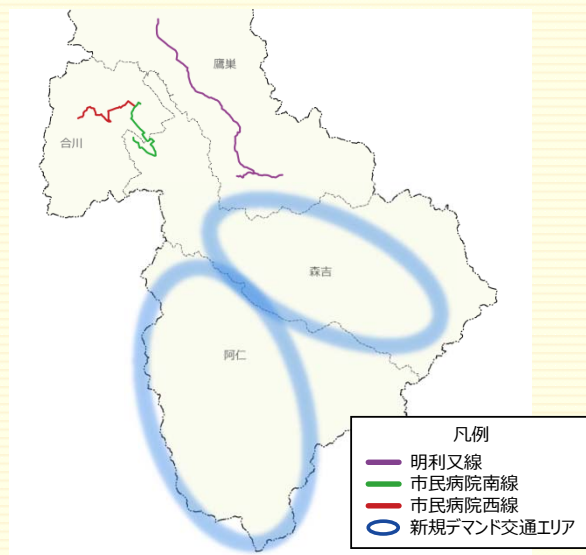 鷹巣
合川
森吉
阿仁
凡例
明利又線
市民病院南線
市民病院西線
新規デマンド交通エリア